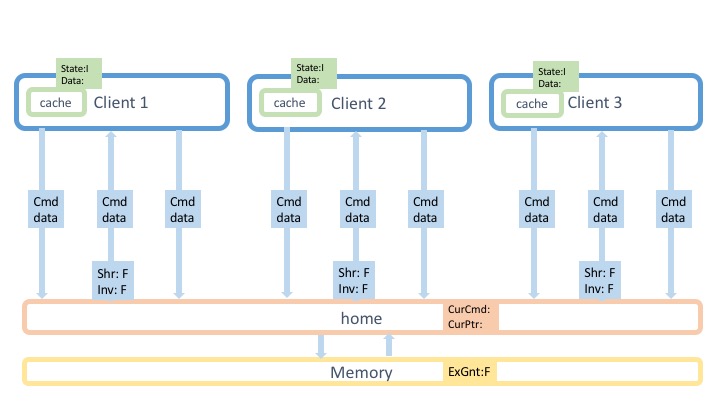 State:I
Data:
cache
Client 1
State:I
Data:
cache
Client 2
State:I
Data:
cache
Client 3
Cmd
data
Cmd
data
Cmd
data
Cmd
data
Cmd
data
Cmd
data
Cmd
data
Cmd
data
Cmd
data
Shr: F
Inv: F
Shr: F
Inv: F
Shr: F
Inv: F
home
CurCmd:
CurPtr:
Memory
ExGnt:F